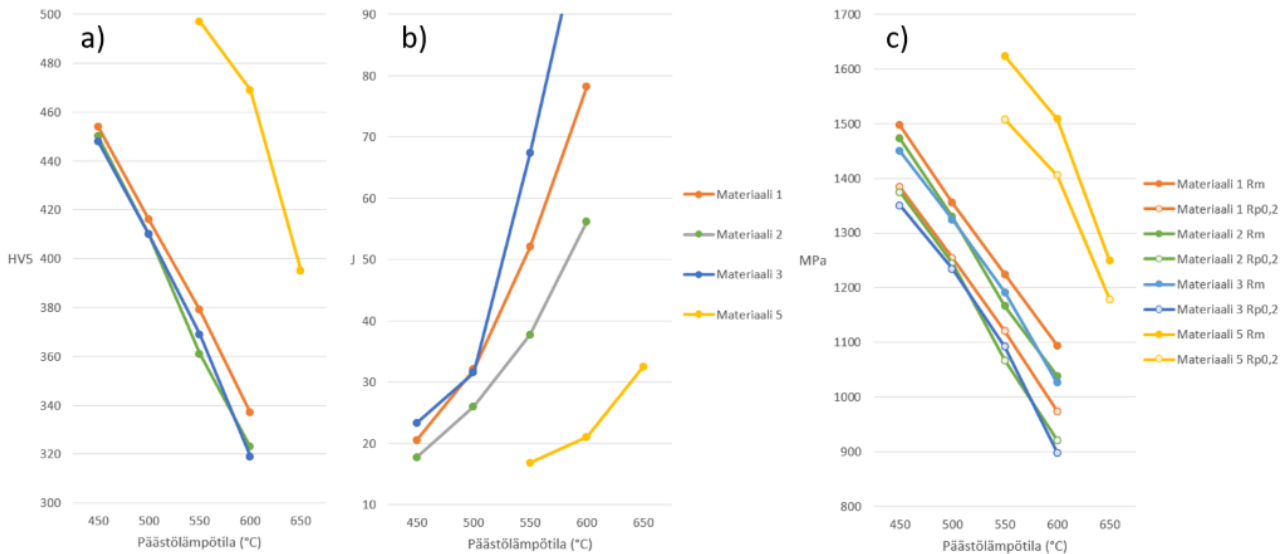 a)
500
480
460
440
420
HV5 400
380
360
340
320
300
450 500 550 600 650
Päästölämpötila (°C)
b)
90
80
70
60
J 50
40
30
20
10
450 500 550 600 650
Päästölämpötila (°C)
Materiaali 1
Materiaali 2
Materiaali 3
Materiaali 5
c)
1700
1600
1500
1400
1300
MPa
1200
1100
1000
900
800
450 500 550 600 650
Päästölämpötila (°C)
Materiaali 1 Rm
Materiaali 1 Rp0,2
Materiaali 2 Rm
Materiaali 2 Rp0,2
Materiaali 3 Rm
Materiaali 3 Rp0,2
Materiaali 5 Rm
Materiaali 5 Rp0,2